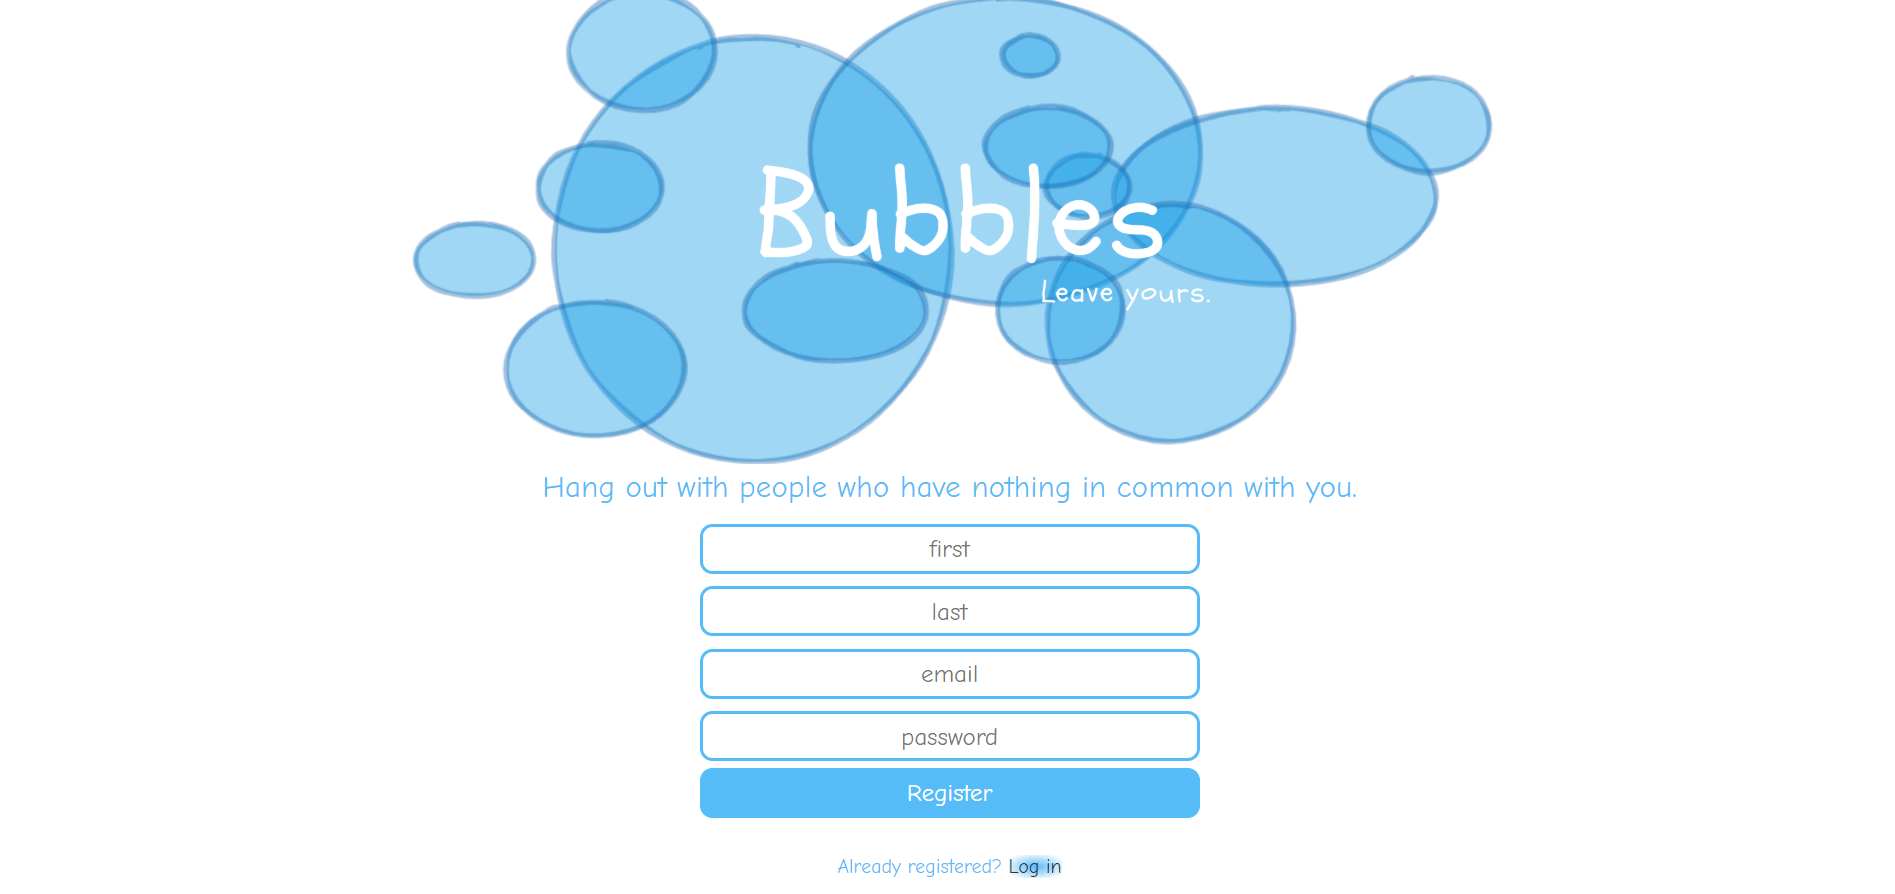 Bubbles
Leave yours.
Hang out with people who have nothing in common with you.
first
last
email
password
Register
Already registered? Log in